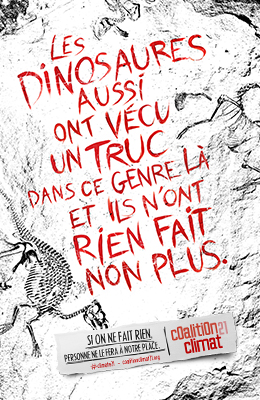 LES
DINOSAURES
AUSSI
ONT VÉCU
UN TRUC
DANS CE GENRE LÀ
ET ILS N'ONT
RIEN FAIT
NON PLUS.
SI ON NE FAIT RIEN,
PERSONNE NE LE FERA À NOTRE PLACE.
#climate21 - coalitionclimat21.org
COalitiON 21
climat